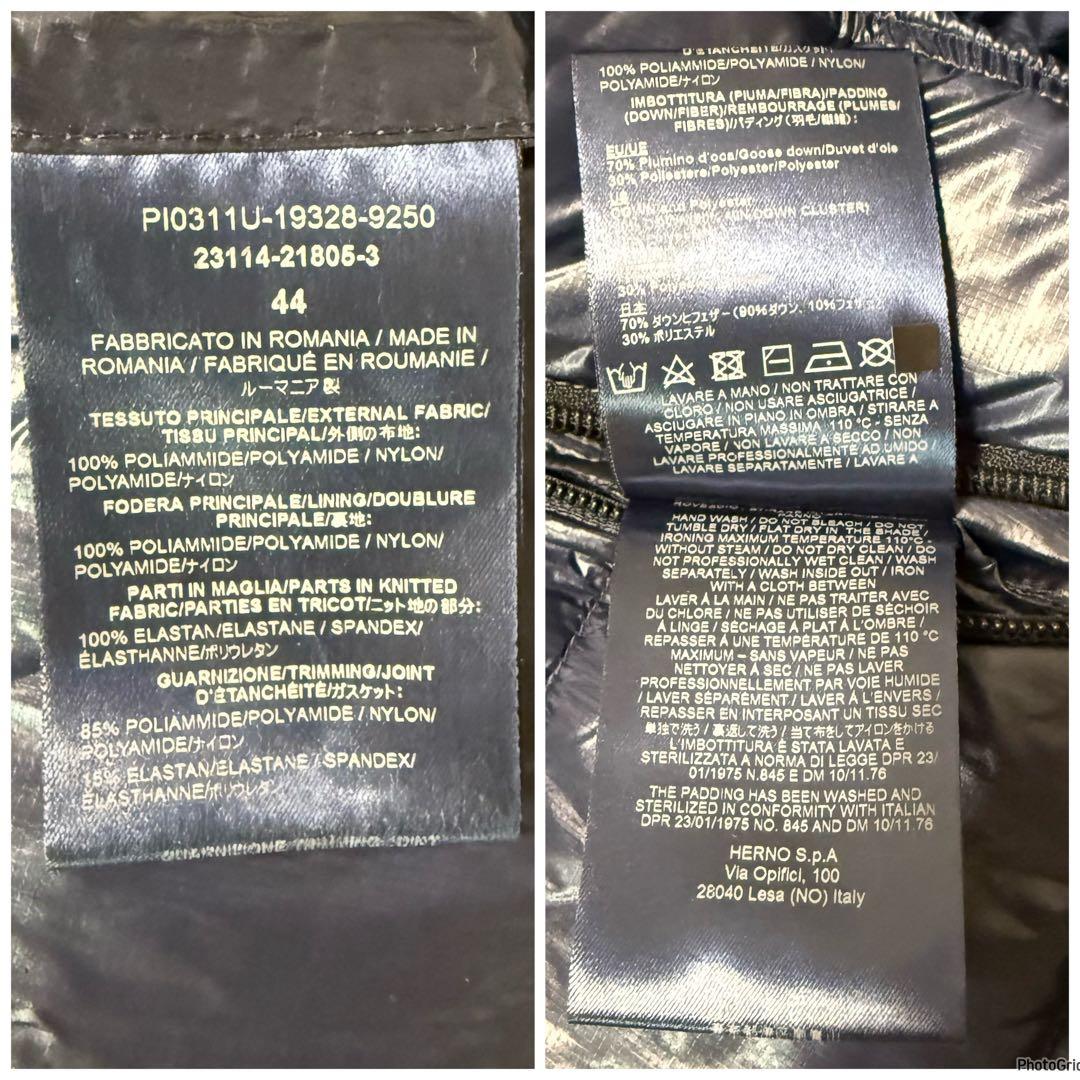 PI0311U-19328-9250
23114-21805-3
44
FABBRICATO IN ROMANIA / MADE IN
ROMANIA / FABRIQUÉ EN ROUMANIE /
ルーマニア製
TESSUTO PRINCIPALE/EXTERNAL FABRIC/
TISSU PRINCIPAL/外側の布地:
100% POLIAMMIDE/POLYAMIDE / NYLON/
POLYAMIDE/ナイロン
FODERA PRINCIPALE/LINING/DOUBLURE
PRINCIPALE/裏地:
100% POLIAMMIDE/POLYAMIDE / NYLON/
POLYAMIDE/ナイロン
PARTI IN MAGLIA/PARTS IN KNITTED
FABRIC/PARTIES EN TRICOT/ニット地の部分:
100% ELASTAN/ELASTANE / SPANDEX/
ÉLASTHANNE/ポリウレタン
GUARNIZIONE/TRIMMING/JOINT
D'ÉTANCHÉITÉ/ガスケット:
85% POLIAMMIDE/POLYAMIDE / NYLON/
POLYAMIDE/ナイロン
15% ELASTAN/ELASTANE / SPANDEX/
ÉLASTHANNE/ポリウレタン
GUARNIZIONE/TRIMMING/JOINT
D'ÉTANCHÉITÉ/ガスケット:
100% POLIAMMIDE/POLYAMIDE / NYLON/
POLYAMIDE/ナイロン
IMBOTTITURA (PIUMA/FIBRA)/PADDING
(DOWN/FIBER)/REMBOURRAGE (PLUMES/
FIBRES)/パディング(羽毛/繊維):
EU/UE
70% Piumino d'oca/Goose down/Duvet d'oie
30% Poliestere/Polyester/Polyester
US
Polyester
DOWN CLUSTER)
30%
日本
70% ダウンとフェザー(90%ダウン、10%フェザー)
30% ポリエステル
LAVARE A MANO / NON TRATTARE CON
CLORO / NON USARE ASCIUGATRICE /
ASCIUGARE IN PIANO IN OMBRA / STIRARE A
TEMPERATURA MASSIMA 110 °C - SENZA
VAPORE / NON LAVARE A SECCO / NON
LAVARE PROFESSIONALMENTE AD UMIDO /
LAVARE SEPARATAMENTE / LAVARE A
HAND WASH / DO NOT BLEACH / DO NOT
TUMBLE DRY / FLAT DRY IN THE SHADE /
IRONING MAXIMUM TEMPERATURE 110°C -
WITHOUT STEAM / DO NOT DRY CLEAN / DO
NOT PROFESSIONALLY WET CLEAN / WASH
SEPARATELY / WASH INSIDE OUT / IRON
WITH A CLOTH BETWEEN
LAVER À LA MAIN / NE PAS TRAITER AVEC
DU CHLORE / NE PAS UTILISER DE SÉCHOIR
À LINGE / SÉCHAGE À PLAT À L'OMBRE /
REPASSER À UNE TEMPÉRATURE DE 110 °C
MAXIMUM – SANS VAPEUR / NE PAS
NETTOYER À SEC / NE PAS LAVER
PROFESSIONNELLEMENT PAR VOIE HUMIDE
/ LAVER SÉPARÉMENT / LAVER À L'ENVERS /
REPASSER EN INTERPOSANT UN TISSU SEC
単独で洗う / 裏返して洗う / 当て布をしてアイロンをかける
L'IMBOTTITURA È STATA LAVATA E
STERILIZZATA A NORMA DI LEGGE DPR 23/
01/1975 N.845 E DM 10/11.76
THE PADDING HAS BEEN WASHED AND
STERILIZED IN CONFORMITY WITH ITALIAN
DPR 23/01/1975 NO. 845 AND DM 10/11.76
HERNO S.p.A
Via Opifici, 100
28040 Lesa (NO) Italy
PhotoGrid